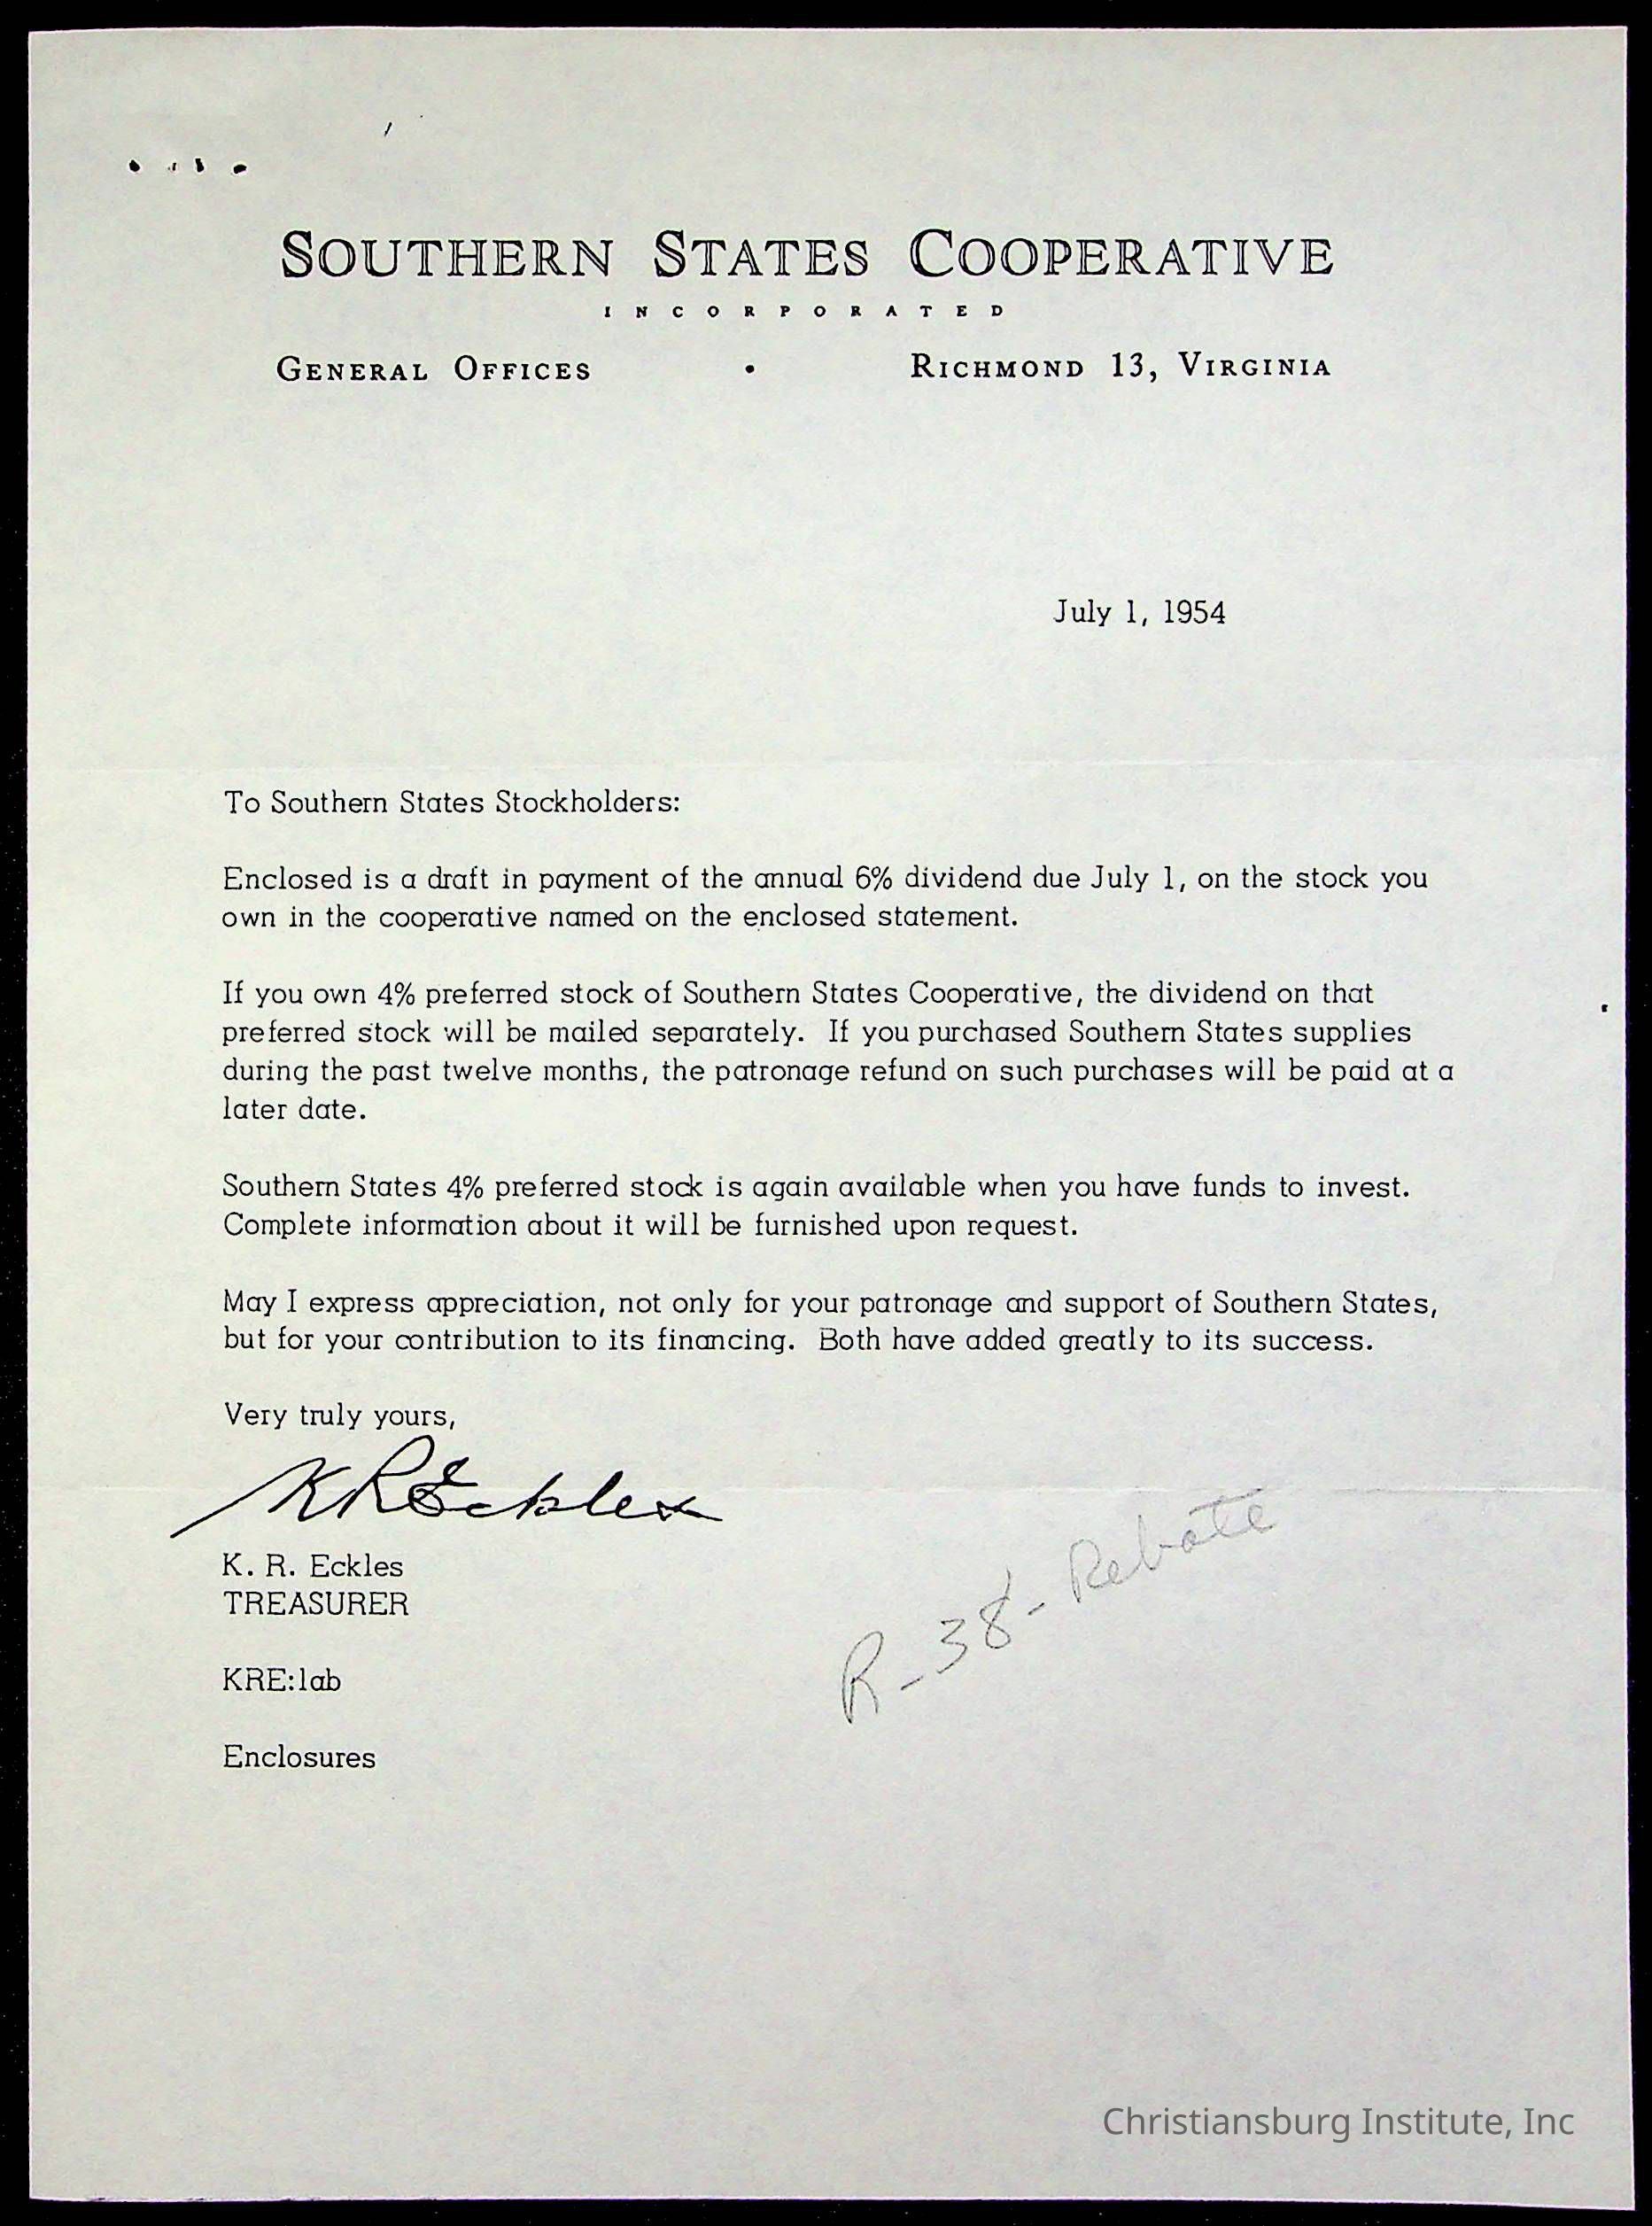 SOUTHERN STATES COOPERATIVE
INCORPORATED
GENERAL OFFICES • RICHMOND 13, VIRGINIA
July 1, 1954
To Southern States Stockholders:
Enclosed is a draft in payment of the annual 6% dividend due July 1, on the stock you
own in the cooperative named on the enclosed statement.
If you own 4% preferred stock of Southern States Cooperative, the dividend on that
preferred stock will be mailed separately. If you purchased Southern States supplies
during the past twelve months, the patronage refund on such purchases will be paid at a
later date.
Southern States 4% preferred stock is again available when you have funds to invest.
Complete information about it will be furnished upon request.
May I express appreciation, not only for your patronage and support of Southern States,
but for your contribution to its financing. Both have added greatly to its success.
Very truly yours,
KREckles
K. R. Eckles
TREASURER
R-38-Rebate
KRE:lab
Enclosures
Christiansburg Institute, Inc